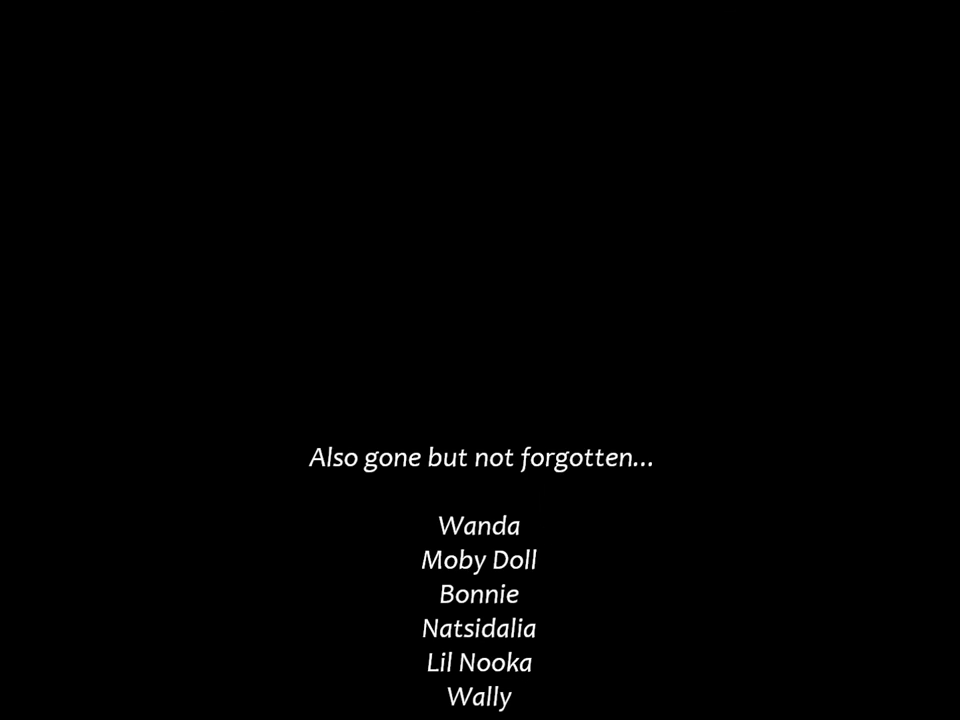 Also gone but not forgotten...
Wanda
Moby Doll
Bonnie
Natsidalia
Lil Nooka
Wally